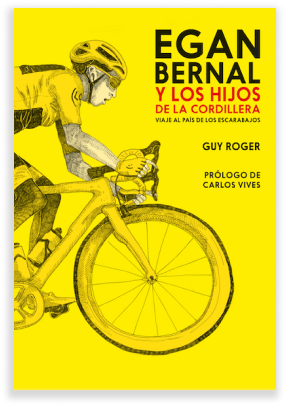 EGAN
BERNAL
Y LOS HIJOS
DE LA CORDILLERA
VIAJE AL PAÍS DE LOS ESCARABAJOS
GUY ROGER
PRÓLOGO DE
CARLOS VIVES